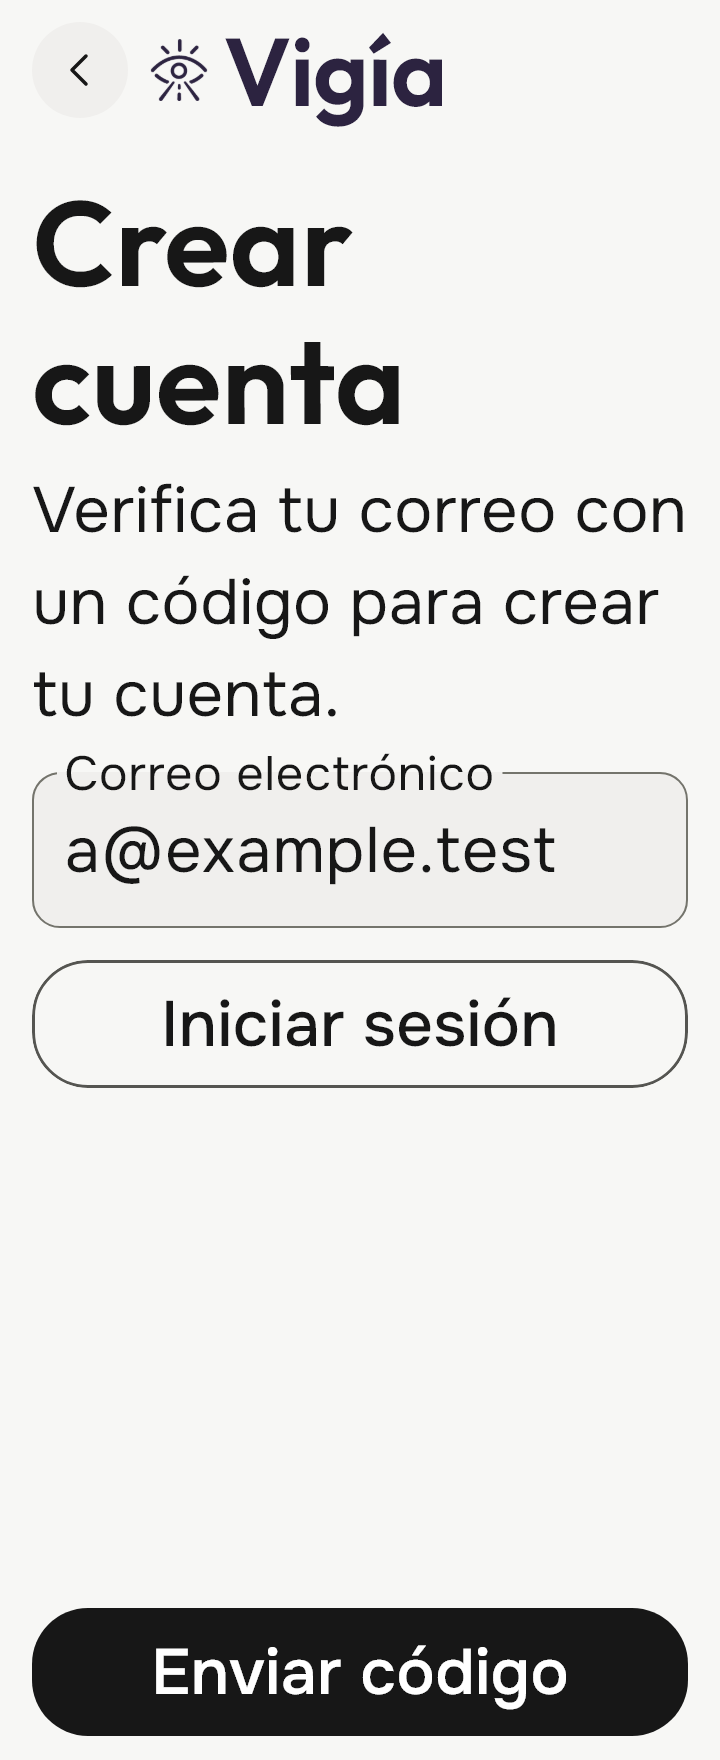 Vigía
Crear
cuenta
Verifica tu correo con
un código para crear
tu cuenta.
Correo electrónico
a@example.test
Iniciar sesión
Enviar código